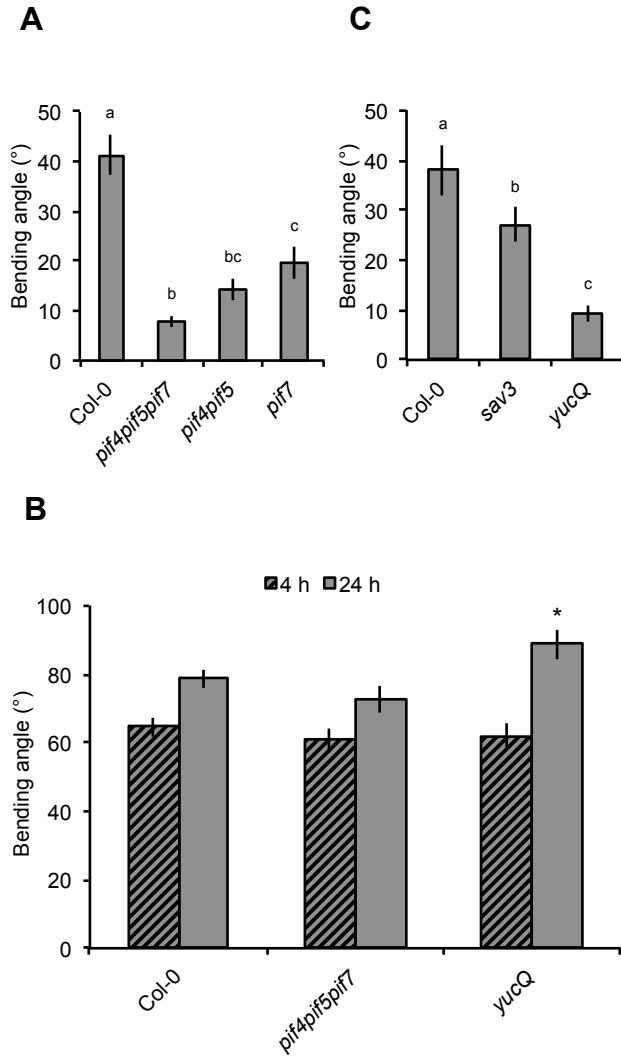 A
Bending angle (°)
50
40
30
20
10
0
a
b
bc
c
Col-0
pif4pif5pif7
pif4pif5
pif7
C
Bending angle (°)
50
40
30
20
10
0
a
b
c
Col-0
sav3
yucQ
B
4 h 24 h
Bending angle (°)
100
80
60
40
20
0
*
Col-0
pif4pif5pif7
yucQ